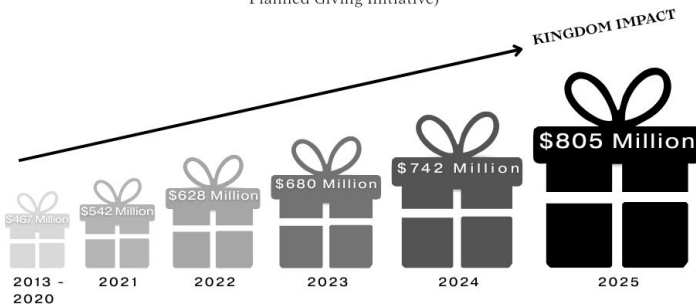 Planned Giving Initiative)
KINGDOM IMPACT
$467 Million
$542 Million
$628 Million
$680 Million
$742 Million
$805 Million
2013 -
2020
2021
2022
2023
2024
2025